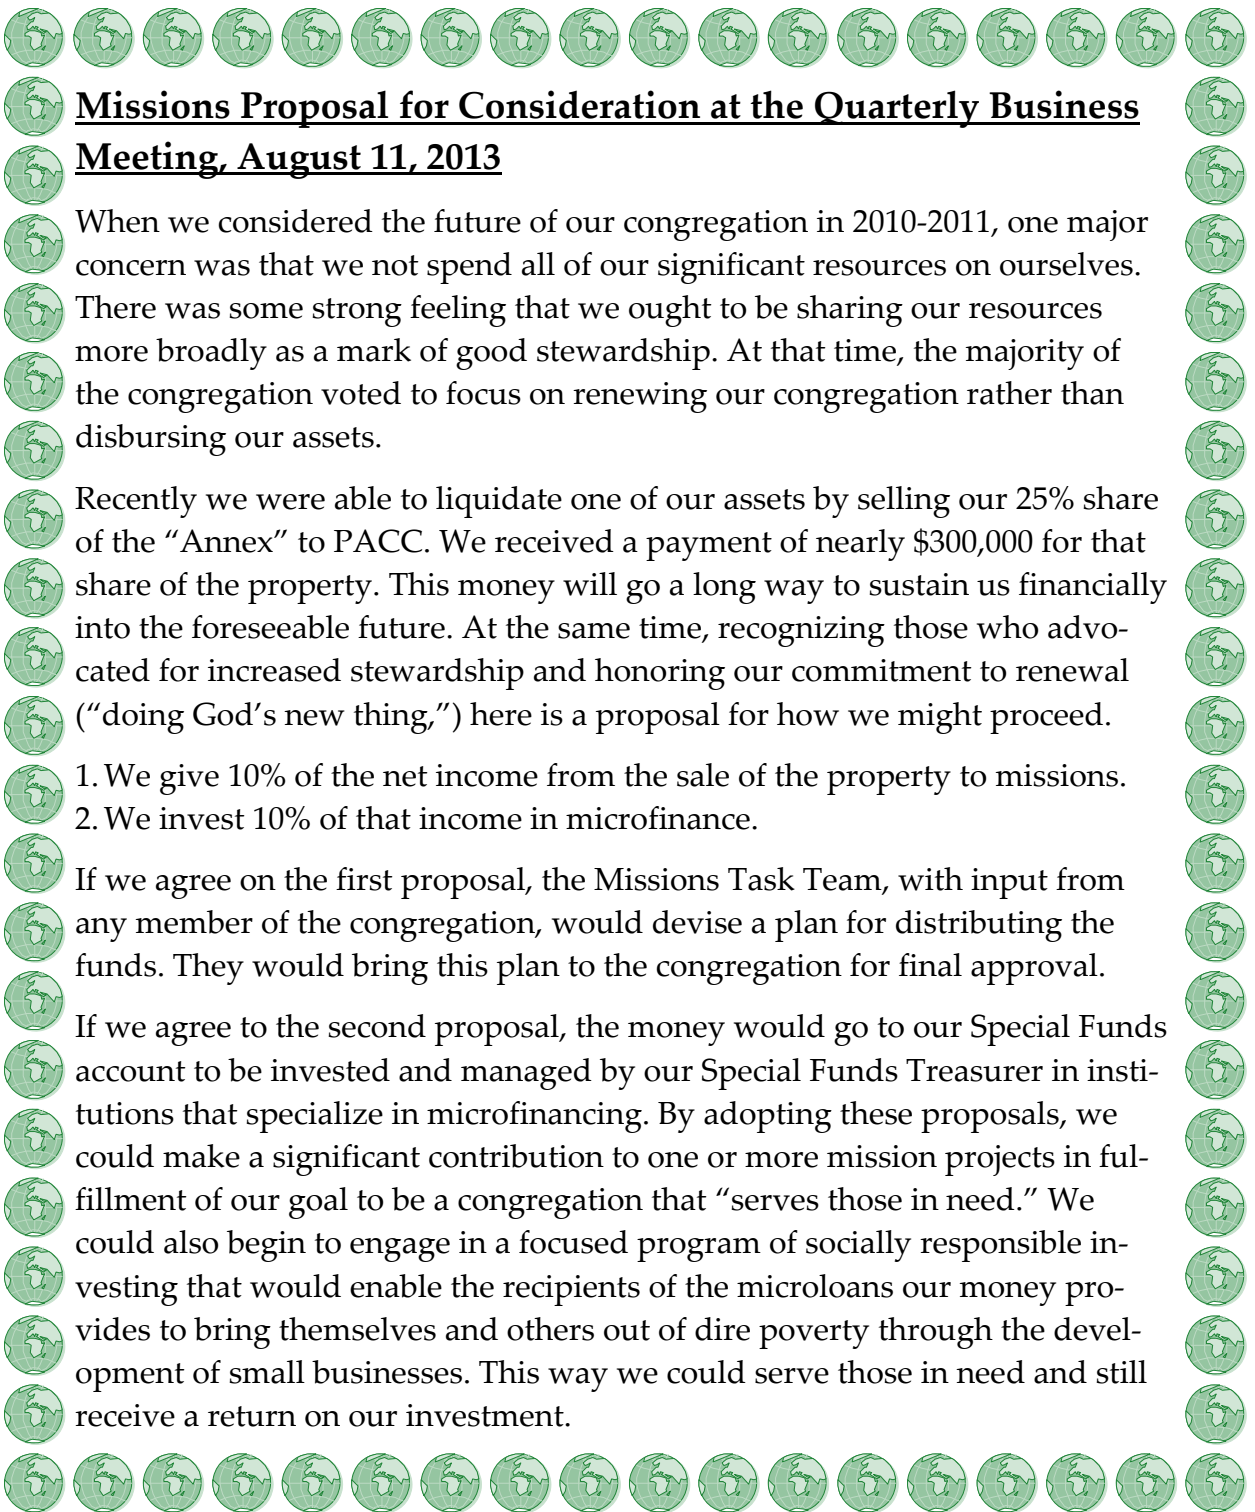 Missions Proposal for Consideration at the Quarterly Business
Meeting, August 11, 2013
When we considered the future of our congregation in 2010-2011, one major
concern was that we not spend all of our significant resources on ourselves.
There was some strong feeling that we ought to be sharing our resources
more broadly as a mark of good stewardship. At that time, the majority of
the congregation voted to focus on renewing our congregation rather than
disbursing our assets.
Recently we were able to liquidate one of our assets by selling our 25% share
of the “Annex” to PACC. We received a payment of nearly $300,000 for that
share of the property. This money will go a long way to sustain us financially
into the foreseeable future. At the same time, recognizing those who advo-
cated for increased stewardship and honoring our commitment to renewal
(“doing God’s new thing,”) here is a proposal for how we might proceed.
1. We give 10% of the net income from the sale of the property to missions.
2. We invest 10% of that income in microfinance.
If we agree on the first proposal, the Missions Task Team, with input from
any member of the congregation, would devise a plan for distributing the
funds. They would bring this plan to the congregation for final approval.
If we agree to the second proposal, the money would go to our Special Funds
account to be invested and managed by our Special Funds Treasurer in insti-
tutions that specialize in microfinancing. By adopting these proposals, we
could make a significant contribution to one or more mission projects in ful-
fillment of our goal to be a congregation that “serves those in need.” We
could also begin to engage in a focused program of socially responsible in-
vesting that would enable the recipients of the microloans our money pro-
vides to bring themselves and others out of dire poverty through the devel-
opment of small businesses. This way we could serve those in need and still
receive a return on our investment.